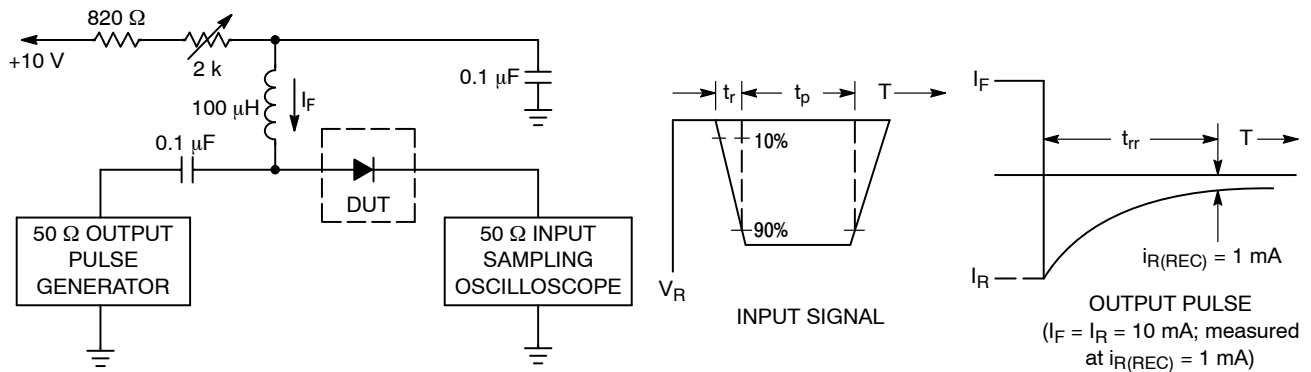 820 Ω
+10 V
2 k
100 μH
I_F
0.1 μF
0.1 μF
DUT
50 Ω OUTPUT
PULSE
GENERATOR
50 Ω INPUT
SAMPLING
OSCILLOSCOPE
t_r
t_p
T
10%
90%
V_R
INPUT SIGNAL
I_F
t_rr
T
I_R
i_R(REC) = 1 mA
OUTPUT PULSE
(I_F = I_R = 10 mA; measured
at i_R(REC) = 1 mA)